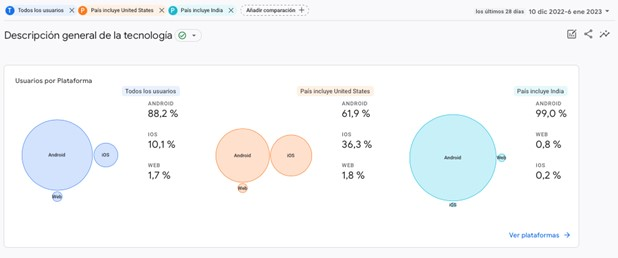 T Todos los usuarios × P País incluye United States × P País incluye India × Añadir comparación + los últimos 28 días 10 dic 2022-6 ene 2023
Descripción general de la tecnología
Usuarios por Plataforma
Todos los usuarios
Android
iOS
Web
ANDROID
88,2 %
IOS
10,1 %
WEB
1,7 %
País incluye United States
Android
iOS
Web
ANDROID
61,9 %
IOS
36,3 %
WEB
1,8 %
País incluye India
Android
Web
iOS
ANDROID
99,0 %
WEB
0,8 %
IOS
0,2 %
Ver plataformas →